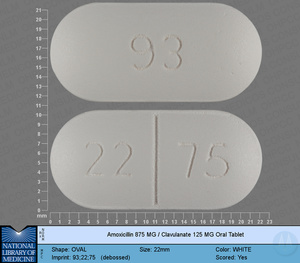 93
22 75
mm
Amoxicillin 875 MG / Clavulanate 125 MG Oral Tablet
NATIONAL
LIBRARY OF
MEDICINE
Shape: OVAL
Size: 22mm
Color: WHITE
Imprint: 93;22;75 (debossed)
Scored: Yes